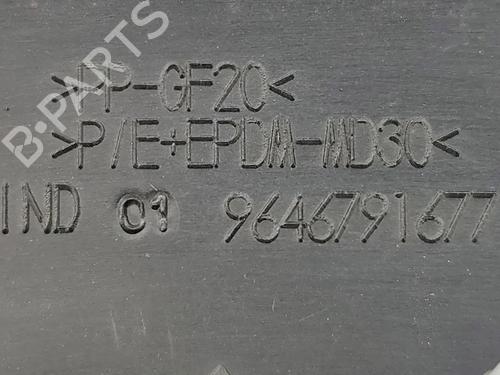 >PP-GF20<
>P/E+EPDM-MD30<
IND 01 9646791677
B-PARTS